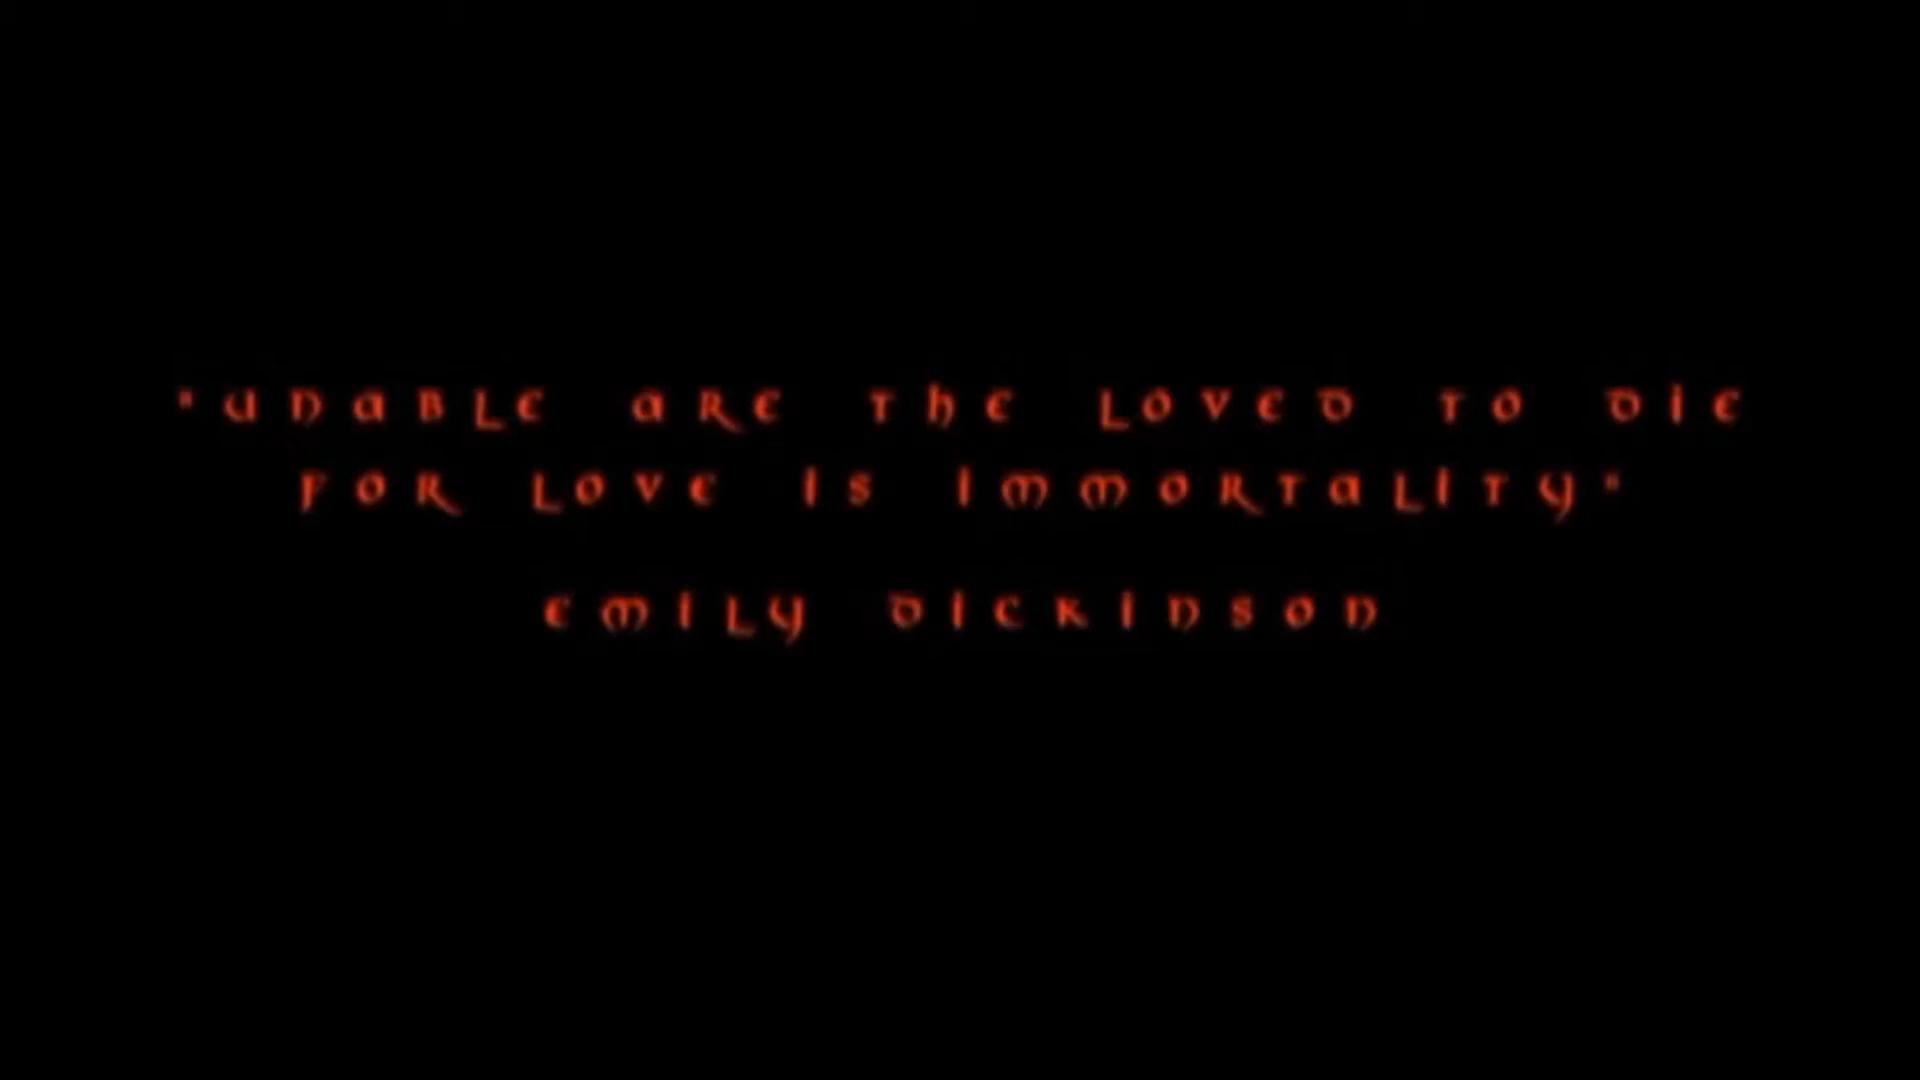 "UNABLE ARE THE LOVED TO DIE
FOR LOVE IS IMMORTALITY"
EMILY DICKINSON